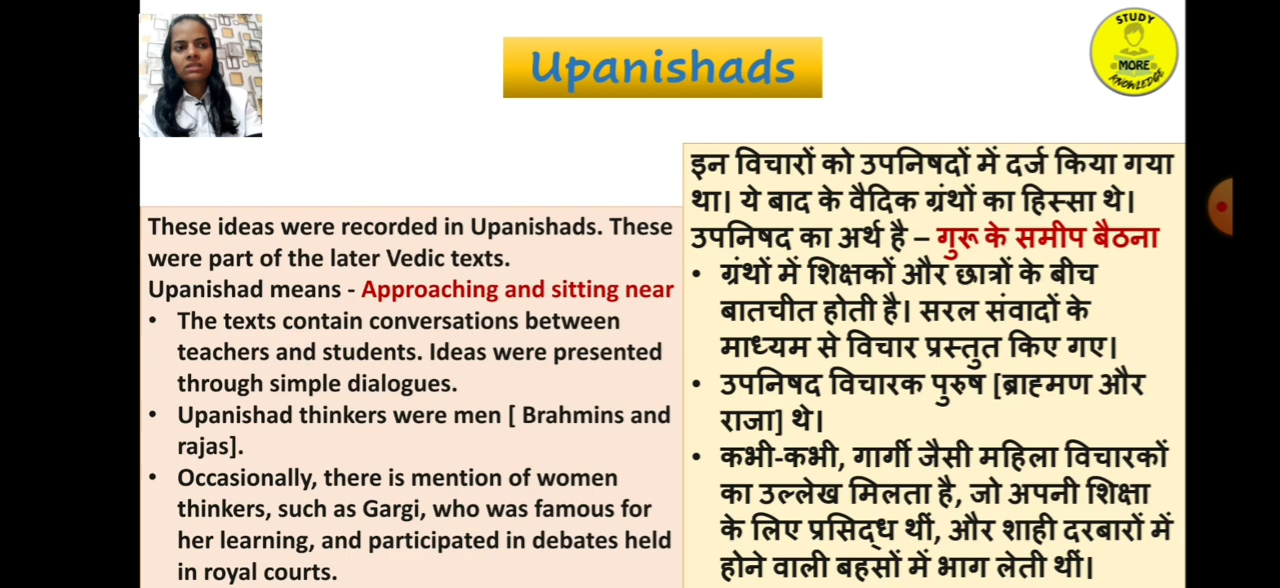 Upanishads
STUDY
MORE
KNOWLEDGE
These ideas were recorded in Upanishads. These
were part of the later Vedic texts.
Upanishad means - Approaching and sitting near
• The texts contain conversations between
teachers and students. Ideas were presented
through simple dialogues.
• Upanishad thinkers were men [ Brahmins and
rajas].
• Occasionally, there is mention of women
thinkers, such as Gargi, who was famous for
her learning, and participated in debates held
in royal courts.
इन विचारों को उपनिषदों में दर्ज किया गया
था। ये बाद के वैदिक ग्रंथों का हिस्सा थे।
उपनिषद का अर्थ है – गुरू के समीप बैठना
• ग्रंथों में शिक्षकों और छात्रों के बीच
बातचीत होती है। सरल संवादों के
माध्यम से विचार प्रस्तुत किए गए।
• उपनिषद विचारक पुरुष [ब्राह्मण और
राजा] थे।
• कभी-कभी, गार्गी जैसी महिला विचारकों
का उल्लेख मिलता है, जो अपनी शिक्षा
के लिए प्रसिद्ध थीं, और शाही दरबारों में
होने वाली बहसों में भाग लेती थीं।